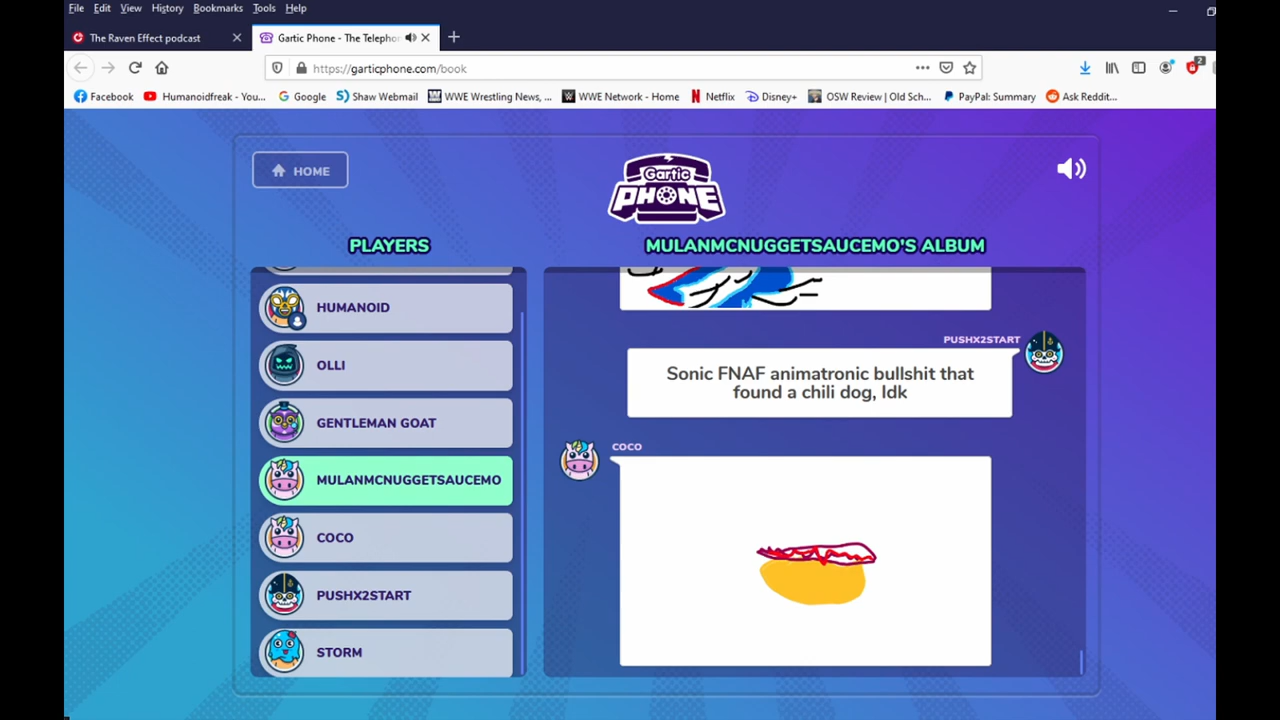 File Edit View History Bookmarks Tools Help
The Raven Effect podcast
Gartic Phone - The Telepho
https://garticphone.com/book
2
Facebook Humanoidfreak - You... Google Shaw Webmail WWE Wrestling News, ... WWE Network - Home Netflix Disney+ OSW Review | Old Sch... PayPal: Summary Ask Reddit...
HOME
Gartic
PHONE
PLAYERS
MULANMCNUGGETSAUCEMO'S ALBUM
HUMANOID
OLLI
GENTLEMAN GOAT
MULANMCNUGGETSAUCEMO
COCO
PUSHX2START
STORM
PUSHX2START
Sonic FNAF animatronic bullshit that
found a chili dog, Idk
COCO